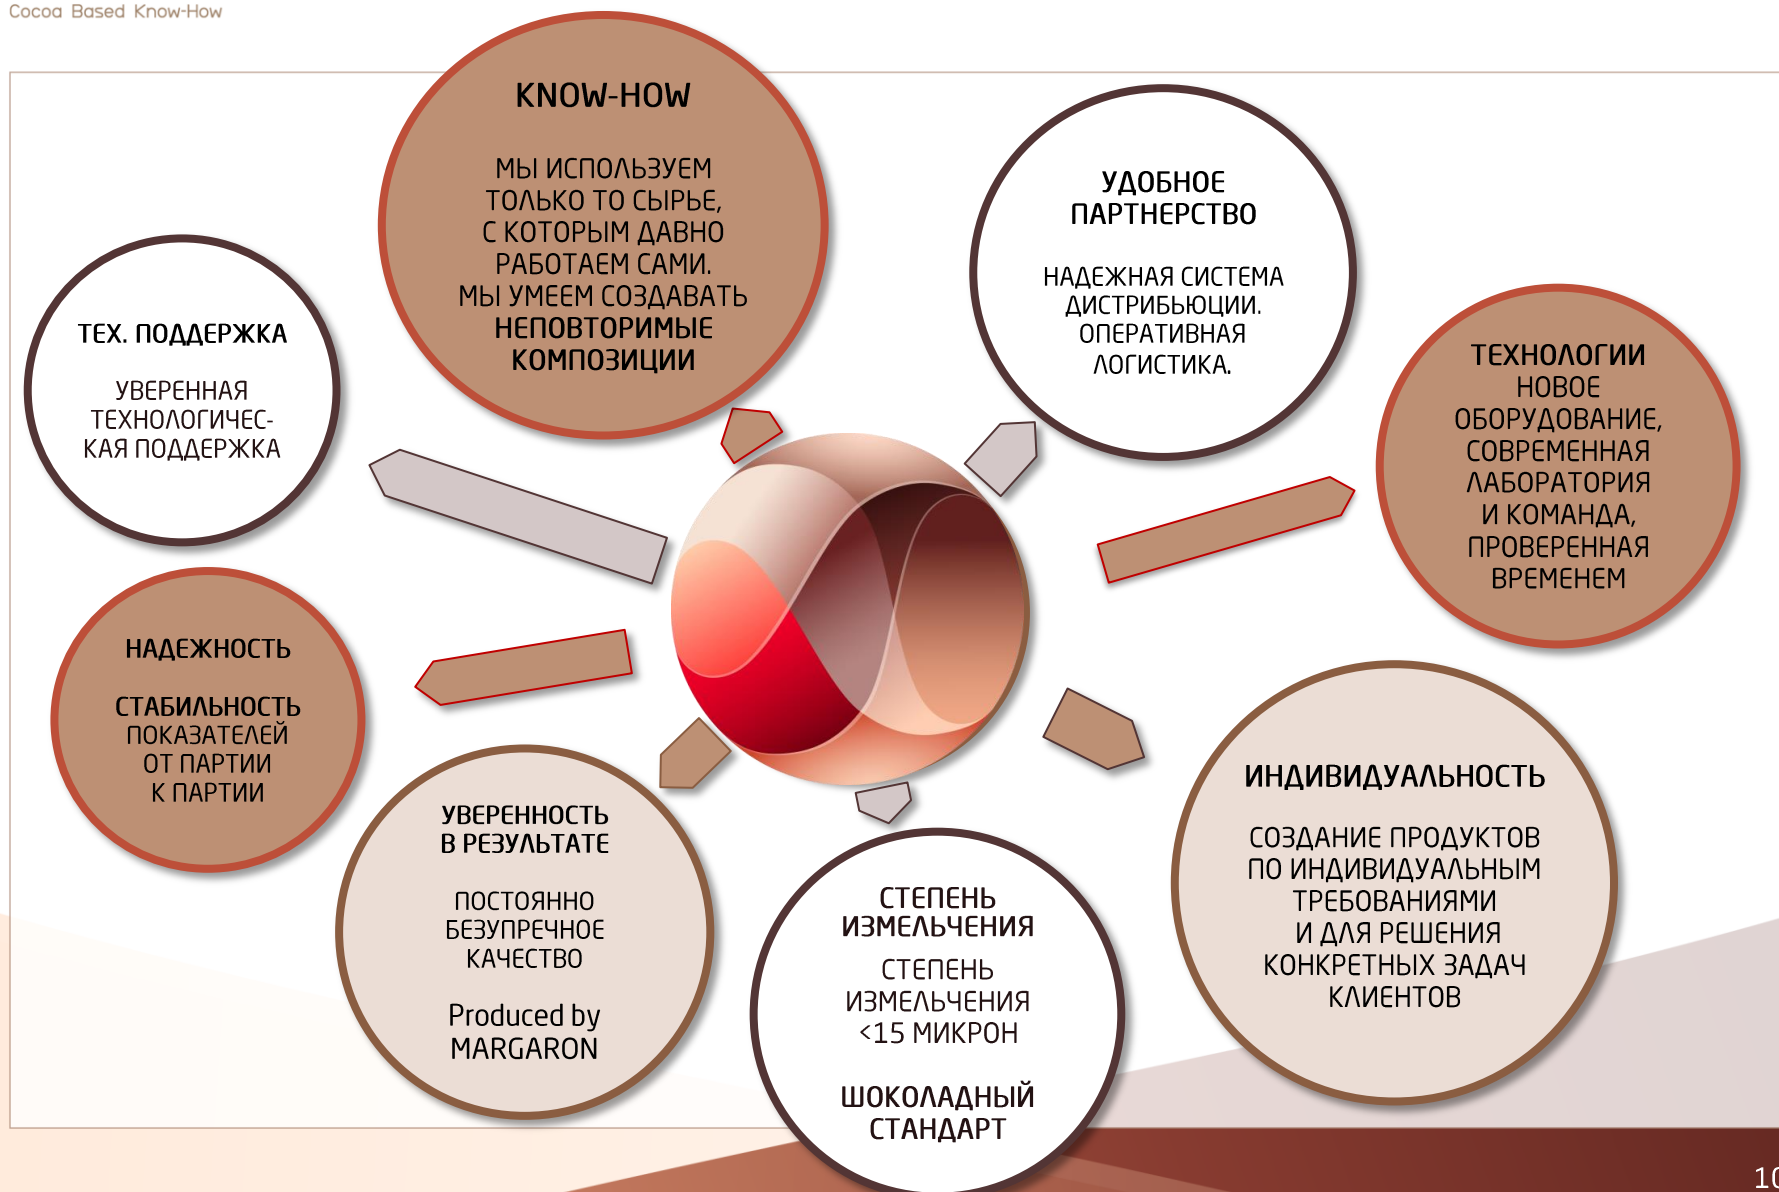 Cocoa Based Know-How
KNOW-HOW
МЫ ИСПОЛЬЗУЕМ
ТОЛЬКО ТО СЫРЬЕ,
С КОТОРЫМ ДАВНО
РАБОТАЕМ САМИ.
МЫ УМЕЕМ СОЗДАВАТЬ
НЕПОВТОРИМЫЕ
КОМПОЗИЦИИ
УДОБНОЕ
ПАРТНЕРСТВО
НАДЕЖНАЯ СИСТЕМА
ДИСТРИБЬЮЦИИ.
ОПЕРАТИВНАЯ
ЛОГИСТИКА.
ТЕХ. ПОДДЕРЖКА
УВЕРЕННАЯ
ТЕХНОЛОГИЧЕС-
КАЯ ПОДДЕРЖКА
ТЕХНОЛОГИИ
НОВОЕ
ОБОРУДОВАНИЕ,
СОВРЕМЕННАЯ
ЛАБОРАТОРИЯ
И КОМАНДА,
ПРОВЕРЕННАЯ
ВРЕМЕНЕМ
НАДЕЖНОСТЬ
СТАБИЛЬНОСТЬ
ПОКАЗАТЕЛЕЙ
ОТ ПАРТИИ
К ПАРТИИ
УВЕРЕННОСТЬ
В РЕЗУЛЬТАТЕ
ПОСТОЯННО
БЕЗУПРЕЧНОЕ
КАЧЕСТВО
Produced by
MARGARON
СТЕПЕНЬ
ИЗМЕЛЬЧЕНИЯ
СТЕПЕНЬ
ИЗМЕЛЬЧЕНИЯ
<15 МИКРОН
ШОКОЛАДНЫЙ
СТАНДАРТ
ИНДИВИДУАЛЬНОСТЬ
СОЗДАНИЕ ПРОДУКТОВ
ПО ИНДИВИДУАЛЬНЫМ
ТРЕБОВАНИЯМИ
И ДЛЯ РЕШЕНИЯ
КОНКРЕТНЫХ ЗАДАЧ
КЛИЕНТОВ
10